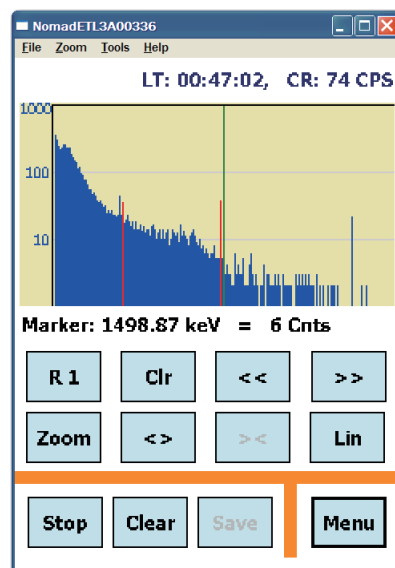 NomadETL3A00336
File Zoom Tools Help
LT: 00:47:02, CR: 74 CPS
1000
100
10
Marker: 1498.87 keV = 6 Cnts
R 1 Clr << >>
Zoom <> >< Lin
Stop Clear Save Menu